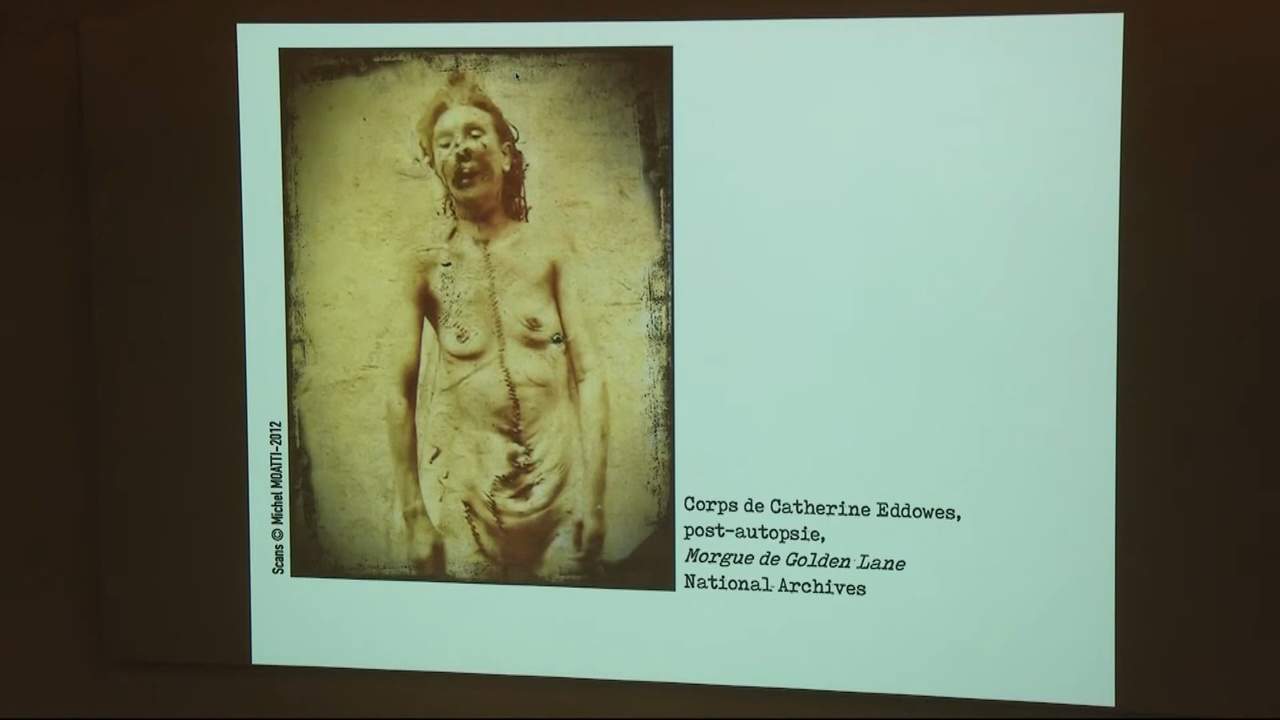 Scans © Michel MOATTI-2012
Corps de Catherine Eddowes,
post-autopsie,
Morgue de Golden Lane
National Archives